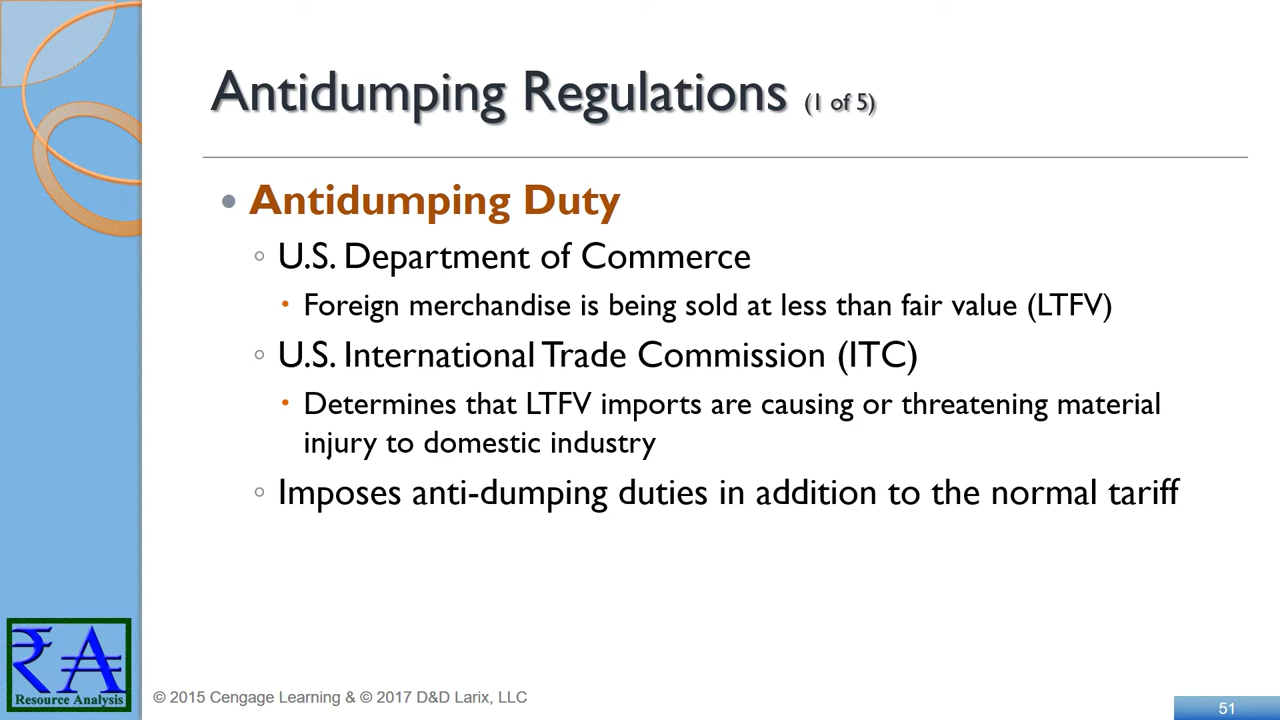 Antidumping Regulations (1 of 5)
• Antidumping Duty
◦ U.S. Department of Commerce
• Foreign merchandise is being sold at less than fair value (LTFV)
◦ U.S. International Trade Commission (ITC)
• Determines that LTFV imports are causing or threatening material
injury to domestic industry
◦ Imposes anti-dumping duties in addition to the normal tariff
₹ A
Resource Analysis
© 2015 Cengage Learning & © 2017 D&D Larix, LLC
51